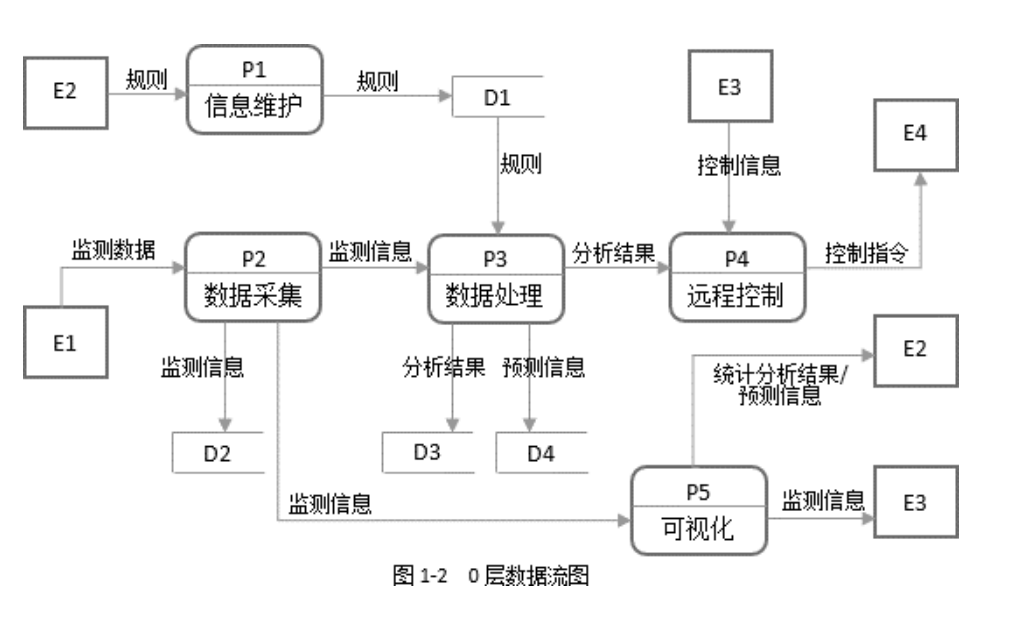 E2
规则
P1
信息维护
规则
D1
E3
E4
规则
控制信息
监测数据
P2
数据采集
监测信息
P3
数据处理
分析结果
P4
远程控制
控制指令
E1
监测信息
分析结果
预测信息
E2
统计分析结果/
预测信息
D2
D3
D4
监测信息
P5
可视化
监测信息
E3
图 1-2 0 层数据流图